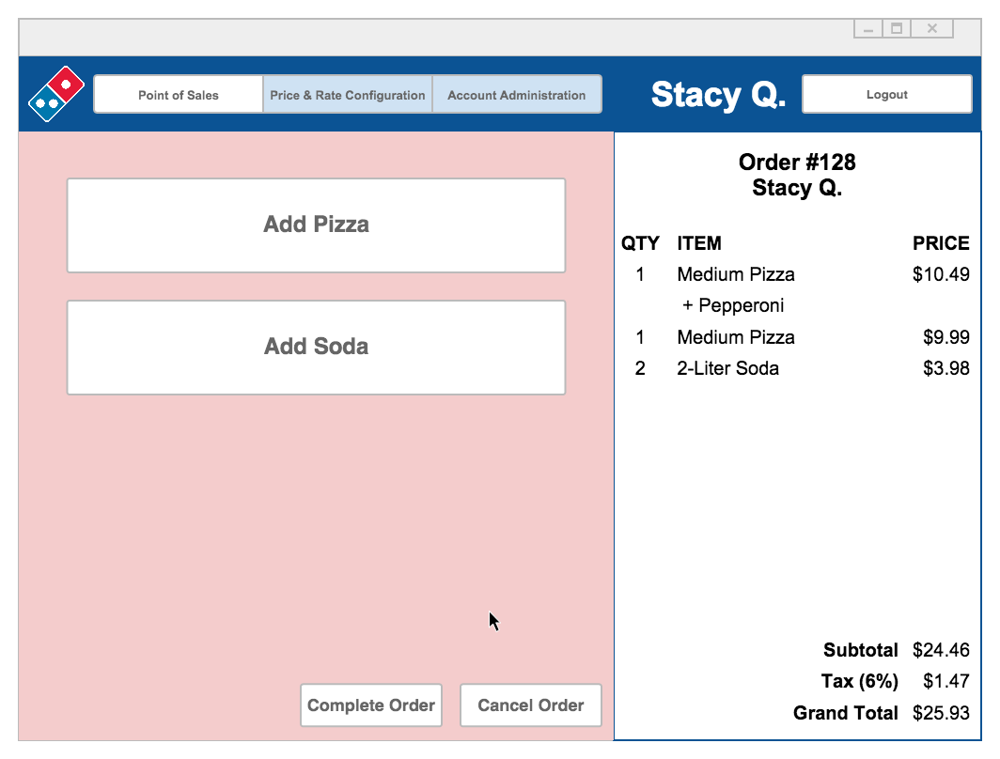 Point of Sales Price & Rate Configuration Account Administration Stacy Q. Logout
Add Pizza
Add Soda
Complete Order Cancel Order
Order #128
Stacy Q.
QTY ITEM PRICE
1 Medium Pizza $10.49
+ Pepperoni
1 Medium Pizza $9.99
2 2-Liter Soda $3.98
Subtotal $24.46
Tax (6%) $1.47
Grand Total $25.93